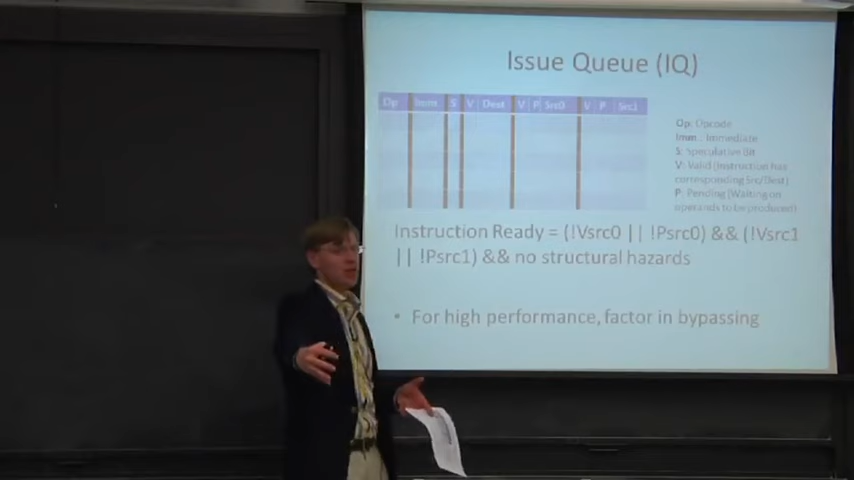 Issue Queue (IQ)
Op Imm S V Dest V P Src0 V P Src1
Op: Opcode
Imm.: Immediate
S: Speculative Bit
V: Valid (Instruction has
corresponding Src/Dest)
P: Pending (Waiting on
operands to be produced)
Instruction Ready = (!Vsrc0 || !Psrc0) && (!Vsrc1
|| !Psrc1) && no structural hazards
• For high performance, factor in bypassing